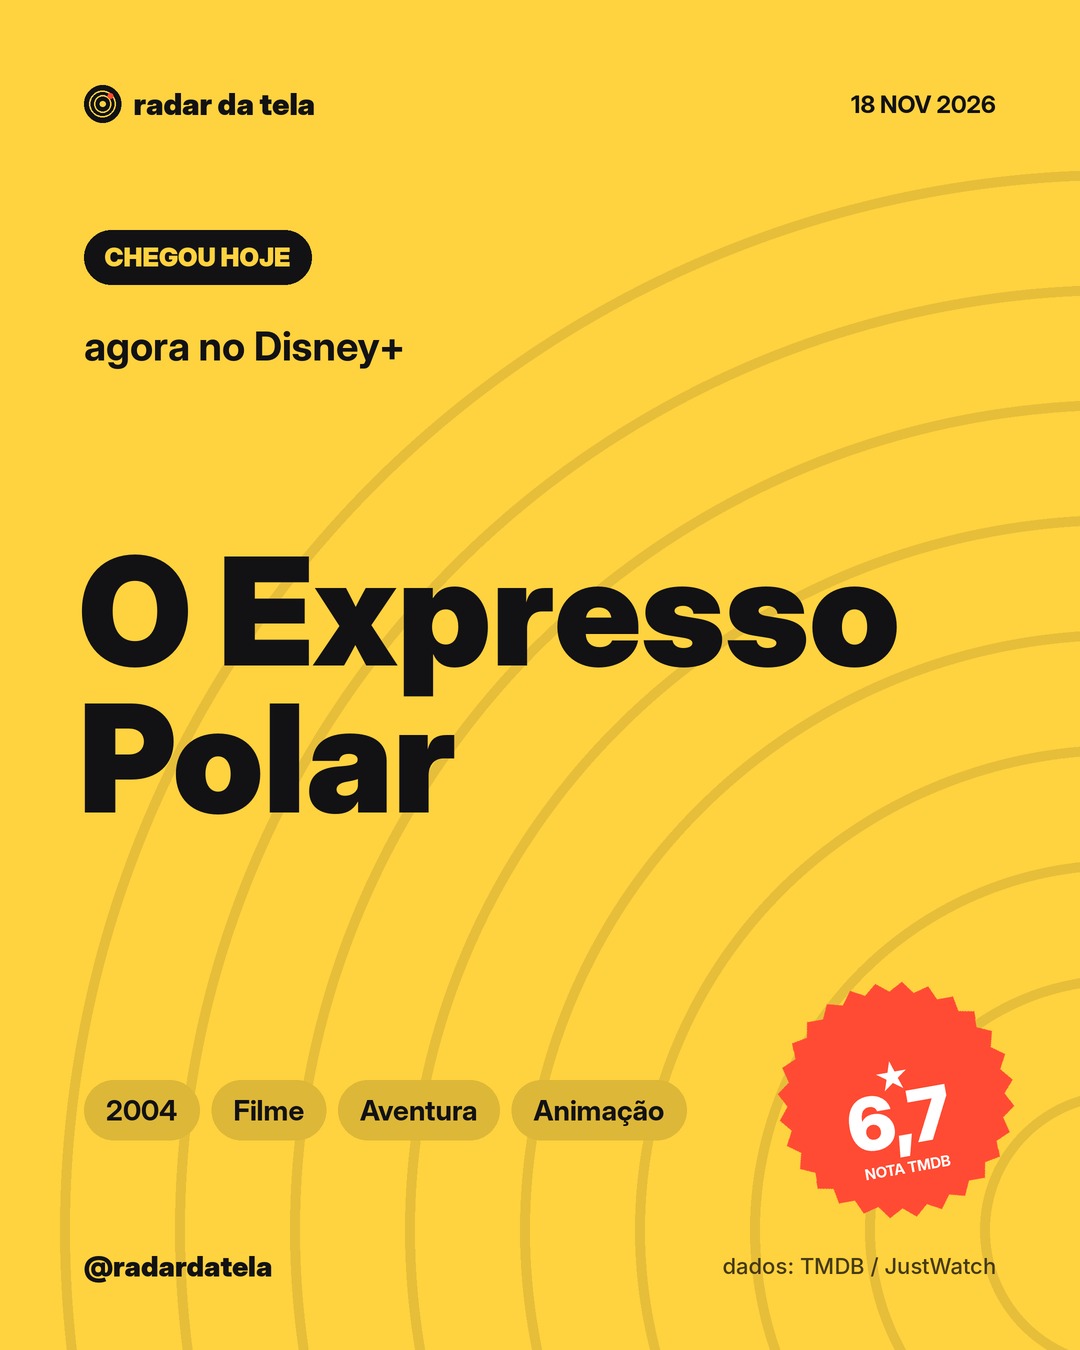 radar da tela
18 NOV 2026
CHEGOU HOJE
agora no Disney+
O Expresso
Polar
2004 Filme Aventura Animação
★
6,7
NOTA TMDB
@radardatela
dados: TMDB / JustWatch